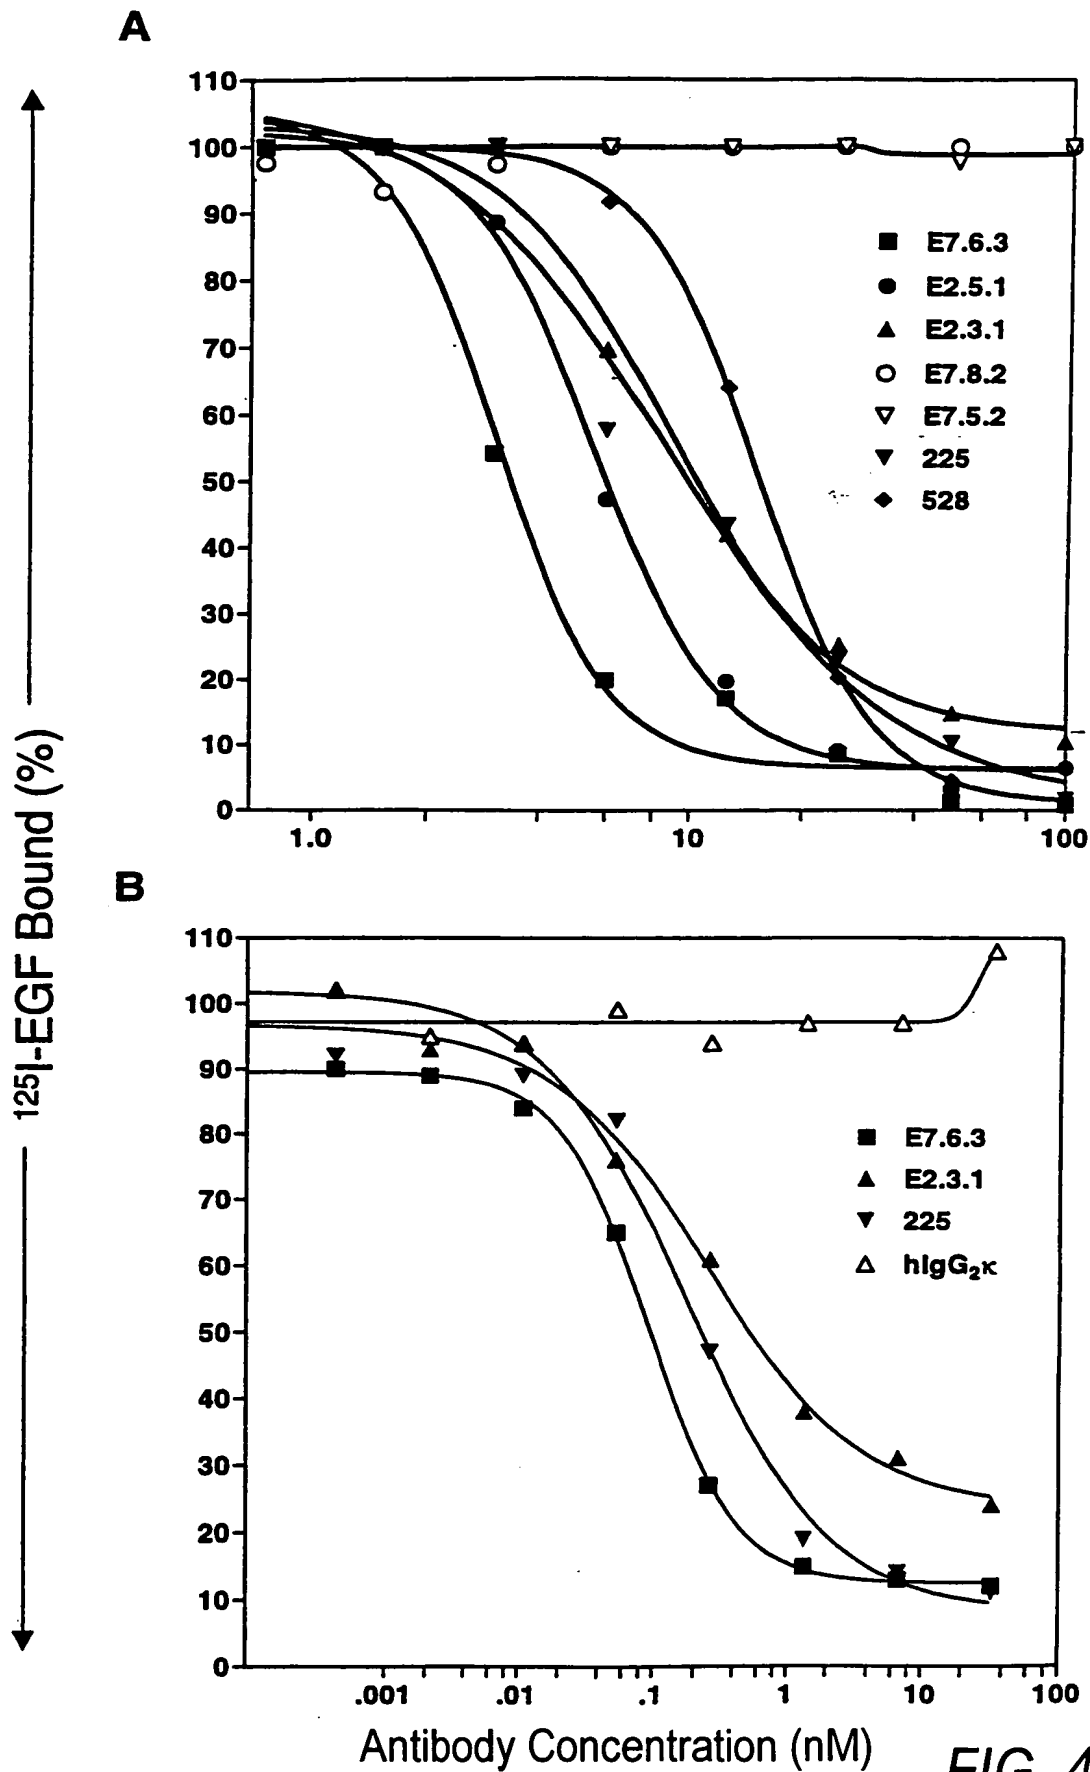 A
110
100
90
80
70
60
50
40
30
20
10
0
E7.6.3
E2.5.1
E2.3.1
E7.8.2
E7.5.2
225
528
1.0 10 100
¹²⁵I-EGF Bound (%)
B
110
100
90
80
70
60
50
40
30
20
10
0
E7.6.3
E2.3.1
225
hIgG₂κ
.001 .01 .1 1 10 100
Antibody Concentration (nM)
FIG. 4